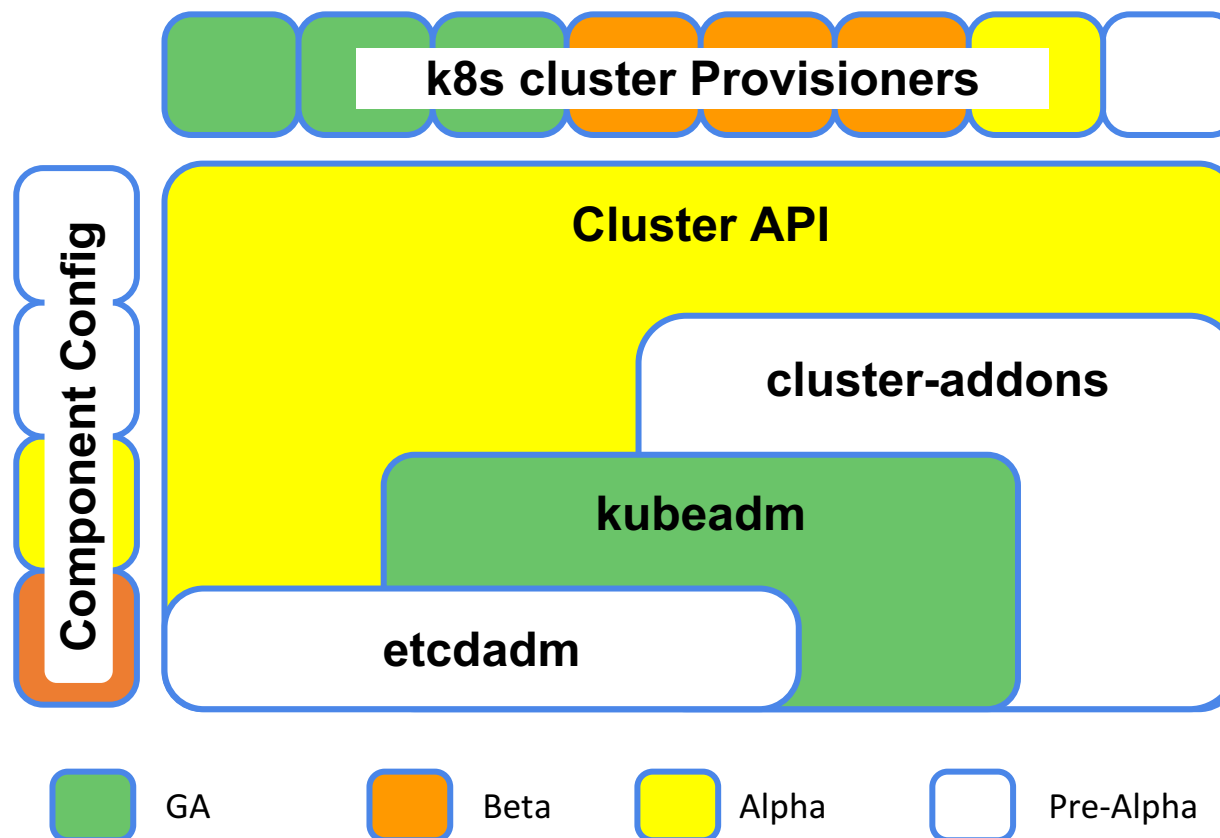 k8s cluster Provisioners
Component Config
Cluster API
cluster-addons
kubeadm
etcdadm
GA
Beta
Alpha
Pre-Alpha